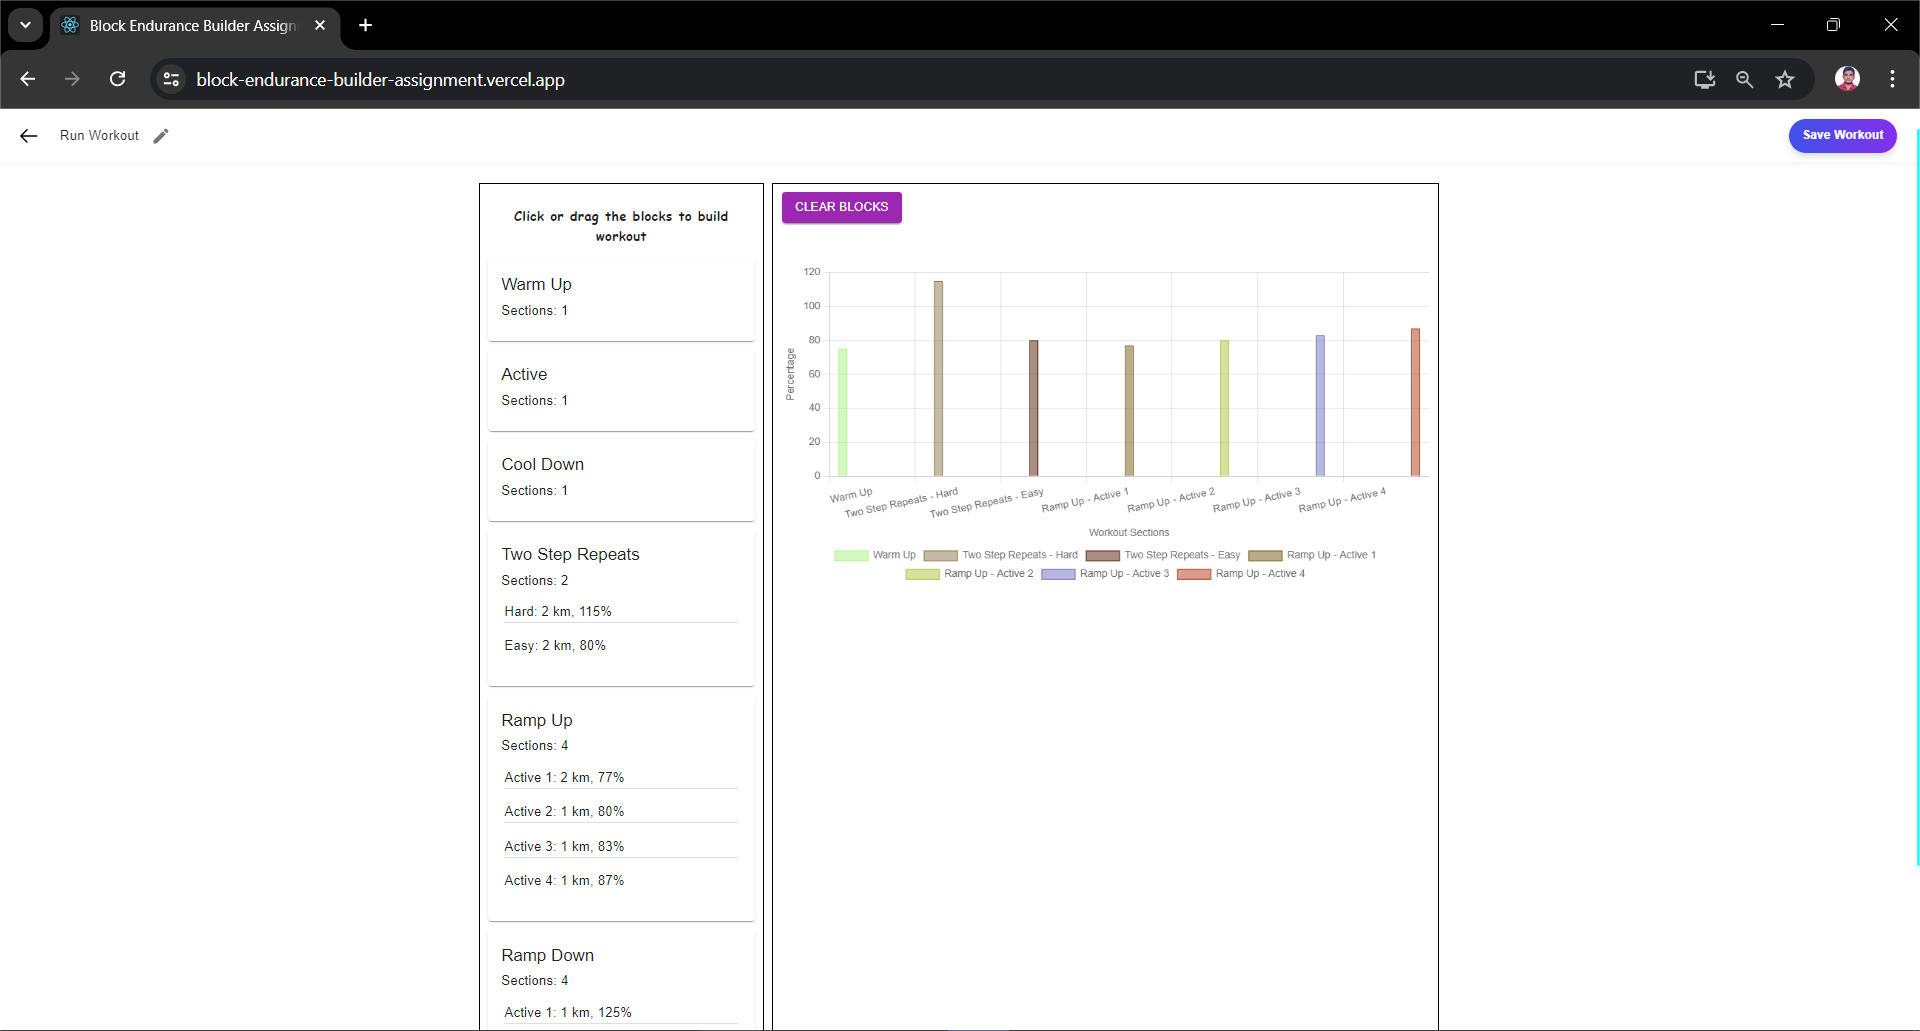 Block Endurance Builder Assign
block-endurance-builder-assignment.vercel.app
Run Workout
Save Workout
Click or drag the blocks to build
workout
Warm Up
Sections: 1
Active
Sections: 1
Cool Down
Sections: 1
Two Step Repeats
Sections: 2
Hard: 2 km, 115%
Easy: 2 km, 80%
Ramp Up
Sections: 4
Active 1: 2 km, 77%
Active 2: 1 km, 80%
Active 3: 1 km, 83%
Active 4: 1 km, 87%
Ramp Down
Sections: 4
Active 1: 1 km, 125%
CLEAR BLOCKS
120
100
80
60
40
20
0
Percentage
Warm Up
Two Step Repeats - Hard
Two Step Repeats - Easy
Ramp Up - Active 1
Ramp Up - Active 2
Ramp Up - Active 3
Ramp Up - Active 4
Workout Sections
Warm Up Two Step Repeats - Hard Two Step Repeats - Easy Ramp Up - Active 1
Ramp Up - Active 2 Ramp Up - Active 3 Ramp Up - Active 4